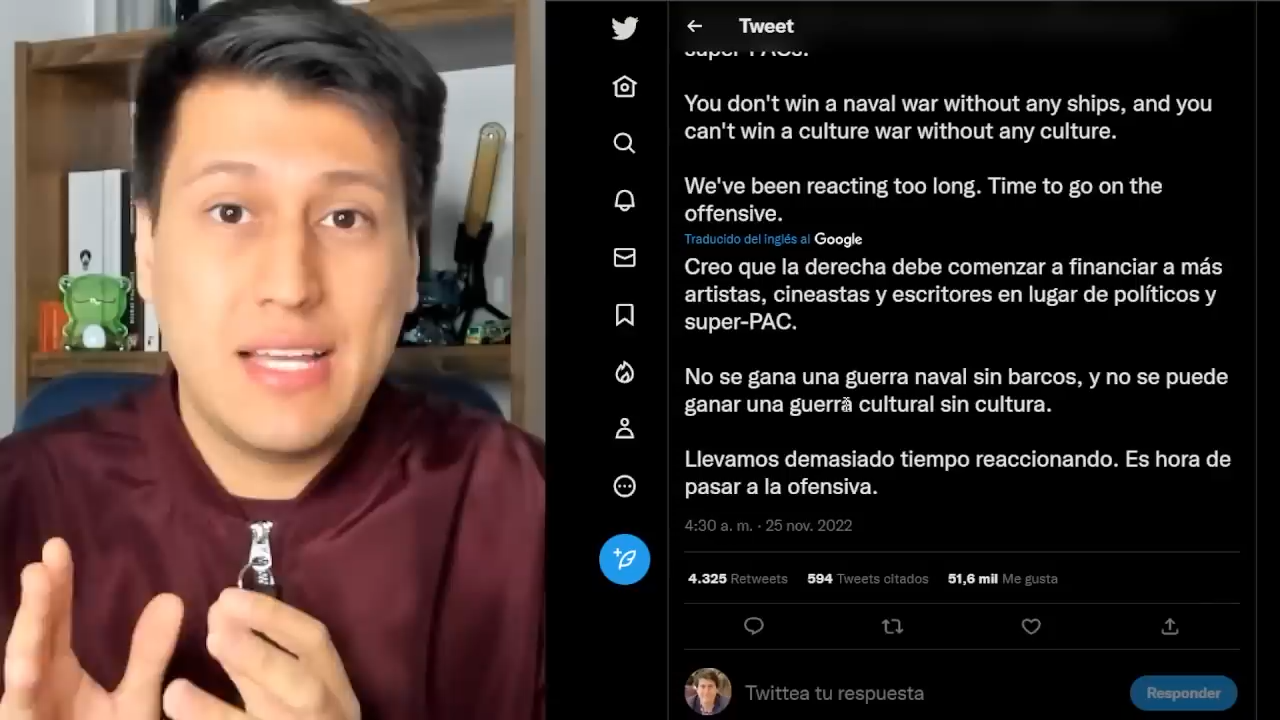 Tweet
super-PACs.
You don't win a naval war without any ships, and you
can't win a culture war without any culture.
We've been reacting too long. Time to go on the
offensive.
Traducido del inglés al Google
Creo que la derecha debe comenzar a financiar a más
artistas, cineastas y escritores en lugar de políticos y
super-PAC.
No se gana una guerra naval sin barcos, y no se puede
ganar una guerra cultural sin cultura.
Llevamos demasiado tiempo reaccionando. Es hora de
pasar a la ofensiva.
4:30 a. m. · 25 nov. 2022
4.325 Retweets 594 Tweets citados 51,6 mil Me gusta
Twittea tu respuesta
Responder